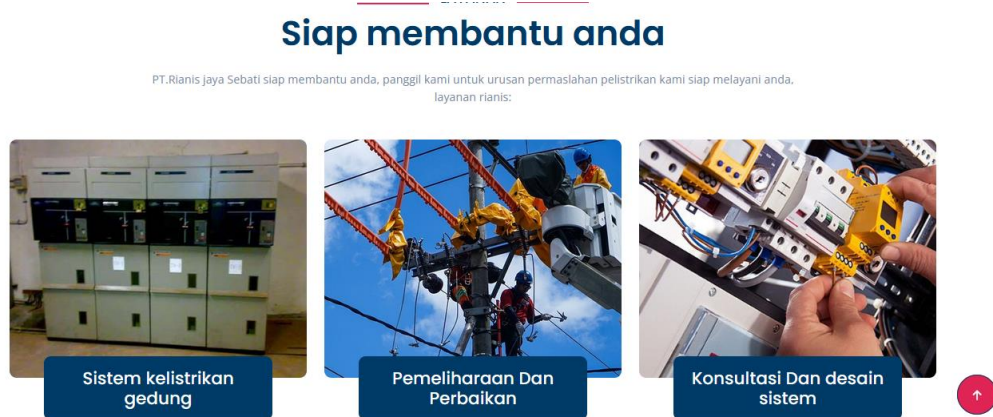 Siap membantu anda
PT.Rianis jaya Sebati siap membantu anda, panggil kami untuk urusan permaslahan pelistrikan kami siap melayani anda,
layanan rianis:
Sistem kelistrikan
gedung
Pemeliharaan Dan
Perbaikan
Konsultasi Dan desain
sistem